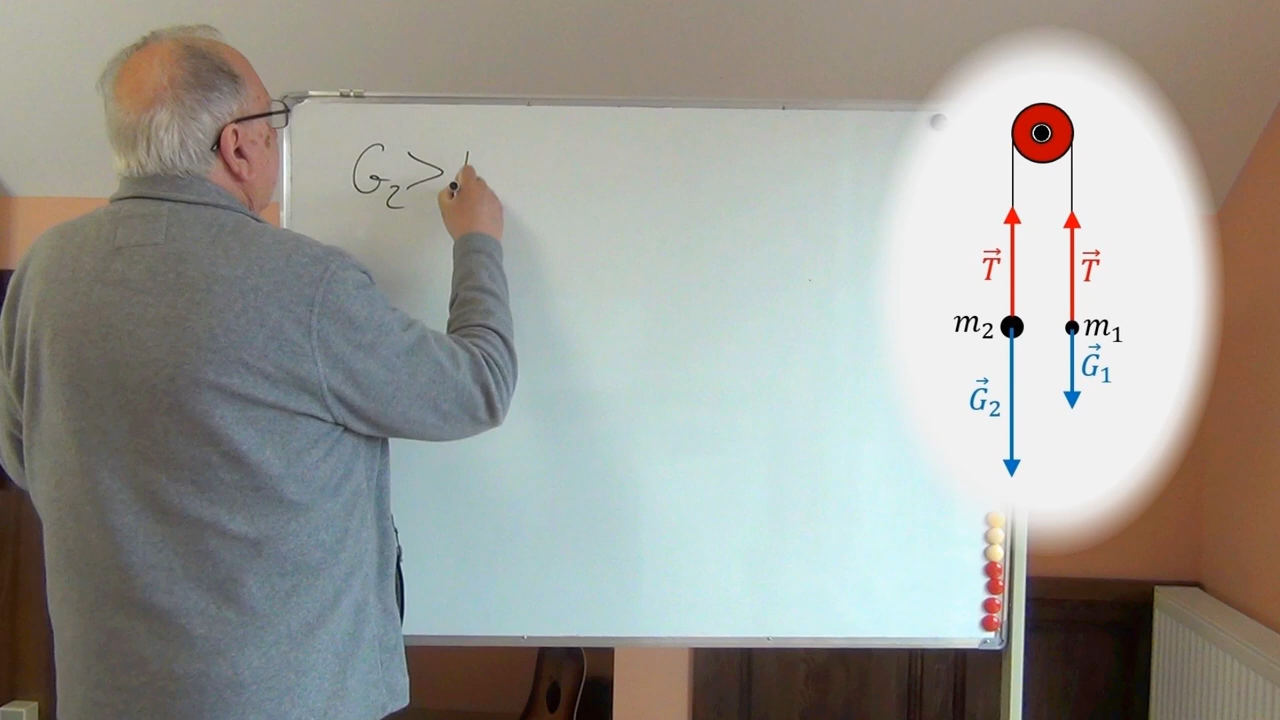 G₂ >
T⃗ T⃗
m₂ m₁
G⃗₁
G⃗₂